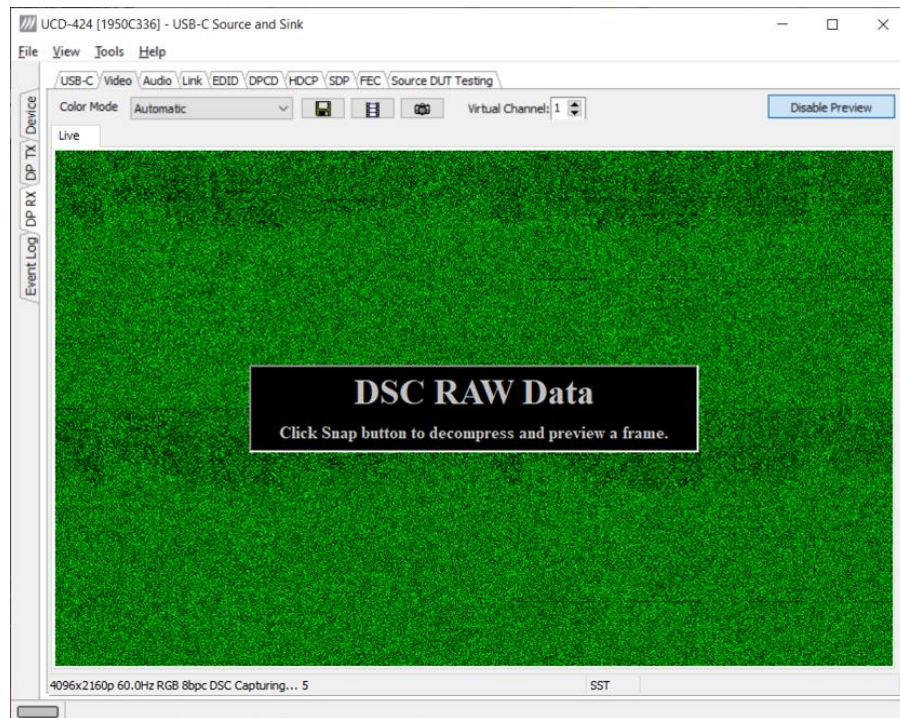 UCD-424 [1950C336] - USB-C Source and Sink
File View Tools Help
USB-C Video Audio Link EDID DPCD HDCP SDP FEC Source DUT Testing
Color Mode Automatic Virtual Channel: 1 Disable Preview
Live
Device
DP TX
DP RX
Event Log
DSC RAW Data
Click Snap button to decompress and preview a frame.
4096x2160p 60.0Hz RGB 8bpc DSC Capturing... 5 SST